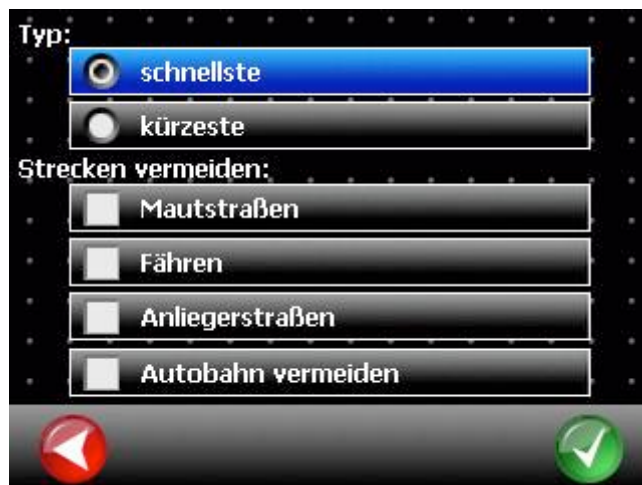 Typ:
schnellste
kürzeste
Strecken vermeiden:
Mautstraßen
Fähren
Anliegerstraßen
Autobahn vermeiden